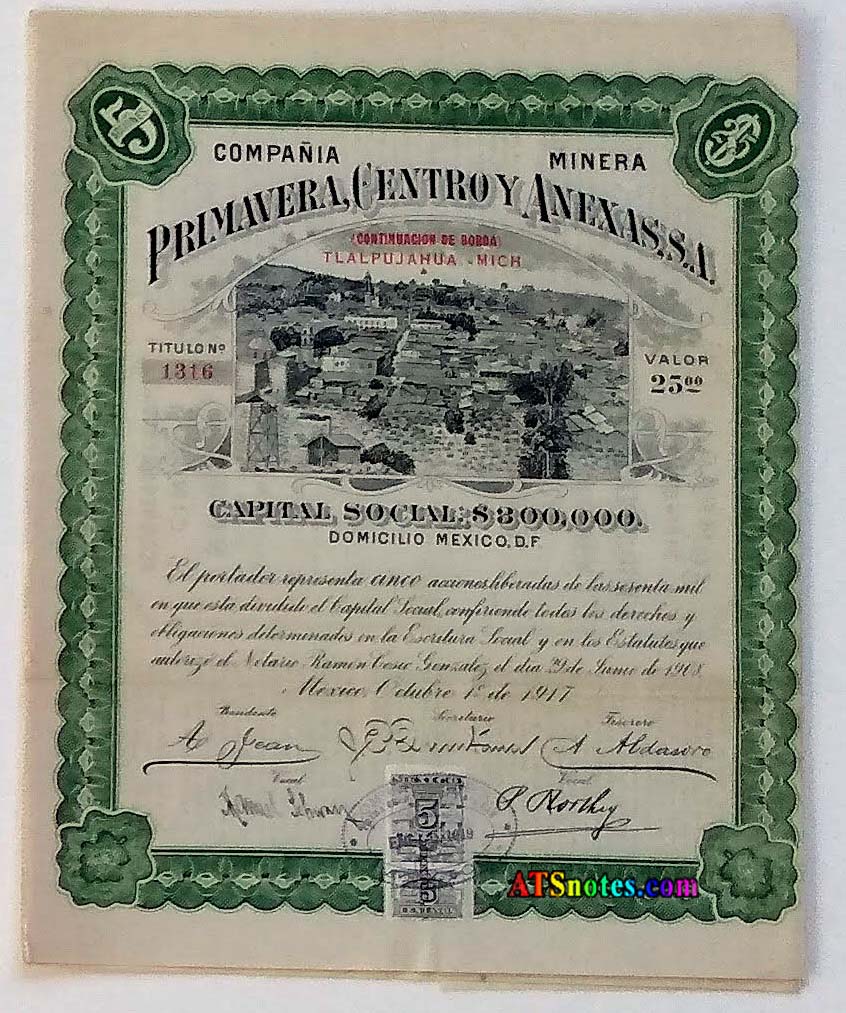 COMPAÑIA MINERA
PRIMAVERA, CENTRO Y ANEXAS, S.A.
(CONTINUACION DE BORDA)
TLALPUJAHUA - MICH
TITULO Nº
1316
VALOR
25⁰⁰
CAPITAL SOCIAL: $300,000.
DOMICILIO MEXICO, D.F.
El portador representa cinco acciones liberadas de las sesenta mil
en que esta dividido el Capital Social, confiriendo todos los derechos y
obligaciones determinados en la Escritura Social y en los Estatutos que
autorizó el Notario Ramón Cosio Gonzalez el dia 29 de Junio de 1908.
Mexico, Octubre 1º de 1917
Presidente Secretario Tesorero
A. Aldasoro
Vocal Vocal
5
5
ATSnotes.com